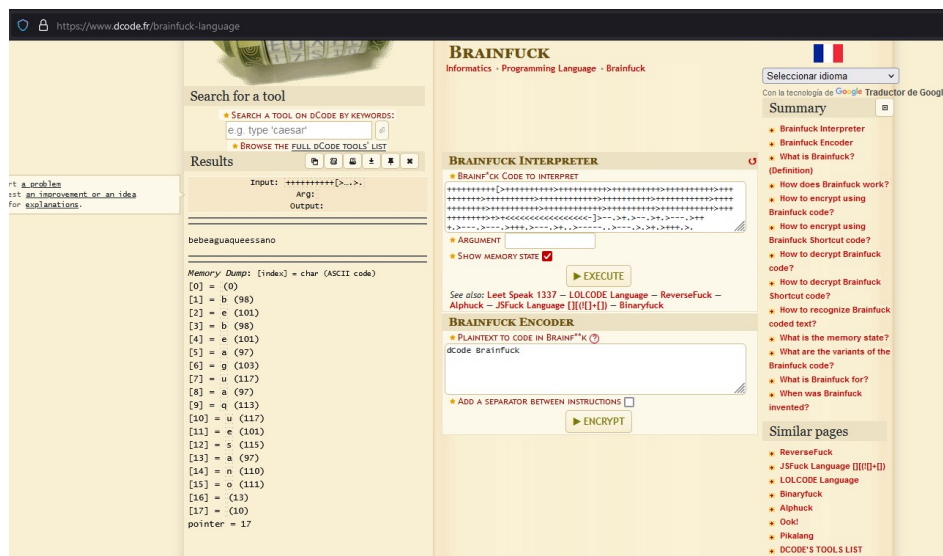 https://www.dcode.fr/brainfuck-language
Search for a tool
★ SEARCH A TOOL ON DCODE BY KEYWORDS:
e.g. type 'caesar'
★ BROWSE THE FULL DCODE TOOLS' LIST
Results
rt a problem
est an improvement or an idea
for explanations.
Input: ++++++++++[>….>.
Arg:
Output:
bebeaguaqueessano
Memory Dump: [index] = char (ASCII code)
[0] = (0)
[1] = b (98)
[2] = e (101)
[3] = b (98)
[4] = e (101)
[5] = a (97)
[6] = g (103)
[7] = u (117)
[8] = a (97)
[9] = q (113)
[10] = u (117)
[11] = e (101)
[12] = s (115)
[13] = a (97)
[14] = n (110)
[15] = o (111)
[16] = (13)
[17] = (10)
pointer = 17
BRAINFUCK
Informatics › Programming Language › Brainfuck
BRAINFUCK INTERPRETER
★ BRAINF*CK CODE TO INTERPRET
★ ARGUMENT
★ SHOW MEMORY STATE
▶ EXECUTE
See also: Leet Speak 1337 — LOLCODE Language — ReverseFuck —
Alphuck — JSFuck Language [][(![]+[]) — Binaryfuck
BRAINFUCK ENCODER
★ PLAINTEXT TO CODE IN BRAINF**K
dCode Brainfuck
★ ADD A SEPARATOR BETWEEN INSTRUCTIONS
▶ ENCRYPT
Seleccionar idioma
Con la tecnología de Google Traductor de Googl
Summary
Brainfuck Interpreter
Brainfuck Encoder
What is Brainfuck?
(Definition)
How does Brainfuck work?
How to encrypt using
Brainfuck code?
How to encrypt using
Brainfuck Shortcut code?
How to decrypt Brainfuck
code?
How to decrypt Brainfuck
Shortcut code?
How to recognize Brainfuck
coded text?
What is the memory state?
What are the variants of the
Brainfuck code?
What is Brainfuck for?
When was Brainfuck
invented?
Similar pages
ReverseFuck
JSFuck Language [][(![]+[])
LOLCODE Language
Binaryfuck
Alphuck
Ook!
Pikalang
DCODE'S TOOLS LIST